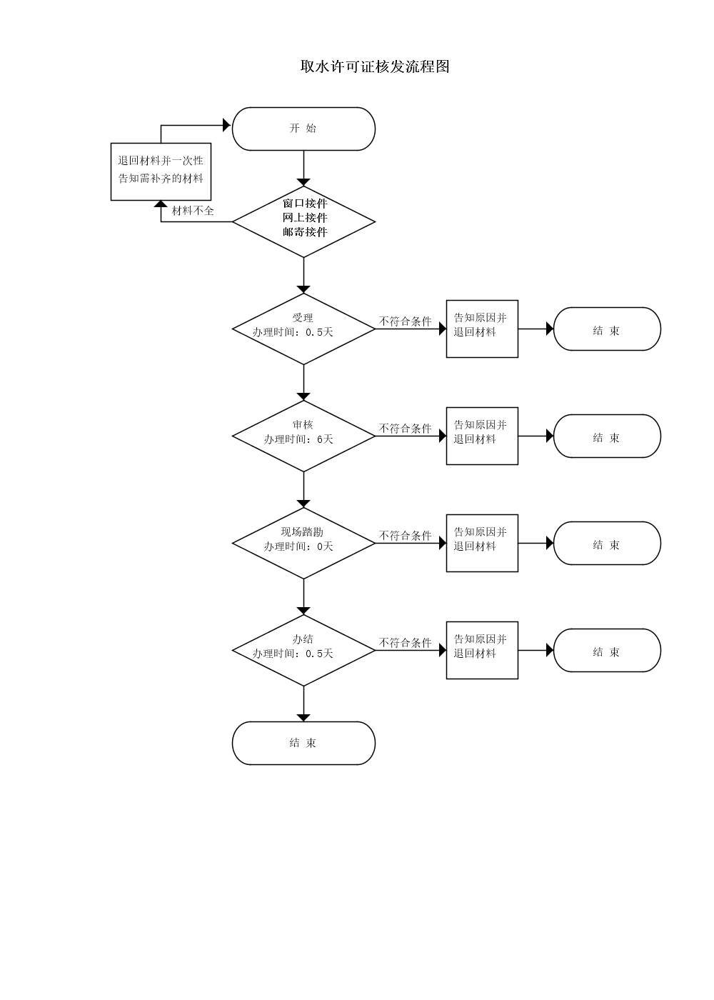 取水许可证核发流程图
开 始
退回材料并一次性
告知需补齐的材料
材料不全
窗口接件
网上接件
邮寄接件
受理
办理时间：0.5天
不符合条件
告知原因并
退回材料
结 束
审核
办理时间：6天
不符合条件
告知原因并
退回材料
结 束
现场踏勘
办理时间：0天
不符合条件
告知原因并
退回材料
结 束
办结
办理时间：0.5天
不符合条件
告知原因并
退回材料
结 束
结 束